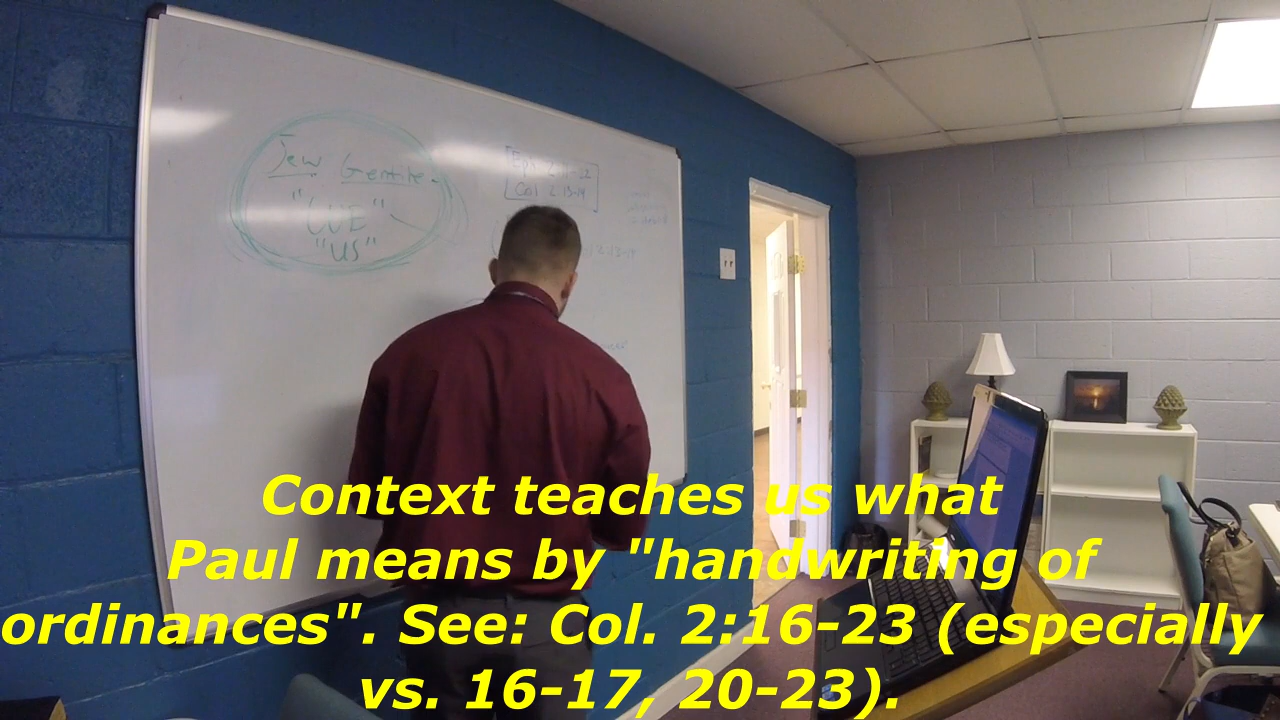 Jew Gentile
"WE"
"US"
Eph 2:11-22
Col 2:13-14
Context teaches us what
Paul means by "handwriting of
ordinances". See: Col. 2:16-23 (especially
vs. 16-17, 20-23).